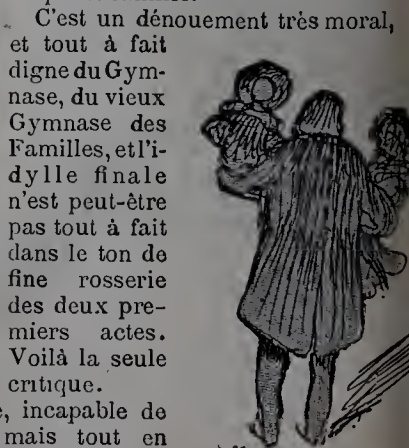 C'est un dénouement très moral,
et tout à fait
digne du Gym-
nase, du vieux
Gymnase des
Familles, et l'i-
dylle finale
n'est peut-être
pas tout à fait
dans le ton de
fine rosserie
des deux pre-
miers actes.
Voilà la seule
critique.
, incapable de
mais tout en